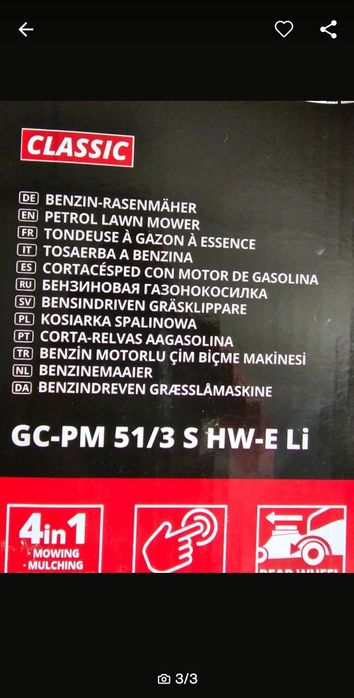 CLASSIC
DE BENZIN-RASENMÄHER
EN PETROL LAWN MOWER
FR TONDEUSE À GAZON À ESSENCE
IT TOSAERBA A BENZINA
ES CORTACÉSPED CON MOTOR DE GASOLINA
RU БЕНЗИНОВАЯ ГАЗОНОКОСИЛКА
SV BENSINDRIVEN GRÄSKLIPPARE
PL KOSIARKA SPALINOWA
PT CORTA-RELVAS AAGASOLINA
TR BENZİN MOTORLU ÇİM BİÇME MAKİNESİ
NL BENZINEMAAIER
DA BENZINDREVEN GRÆSSLÅMASKINE
GC-PM 51/3 S HW-E Li
4in1
· MOWING
· MULCHING
REAR WHEEL
3/3